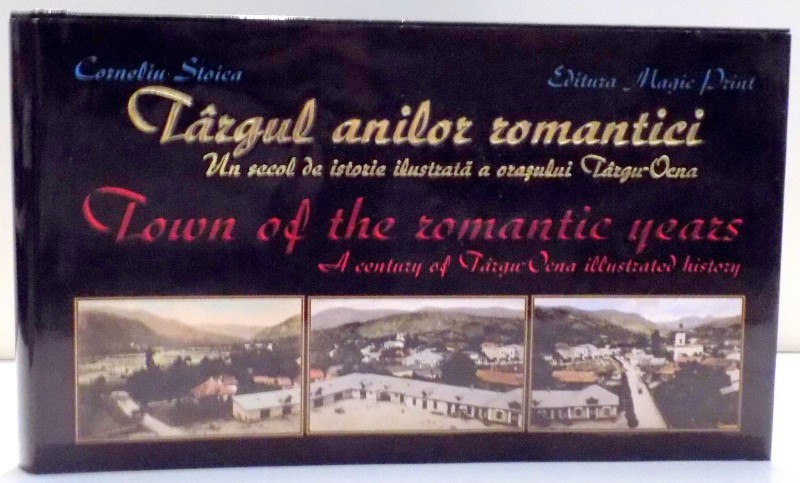 Corneliu Stoica
Editura Magic Print
Târgul anilor romantici
Un secol de istorie ilustrată a oraşului Târgu-Ocna
Town of the romantic years
A century of Târgu-Ocna illustrated history